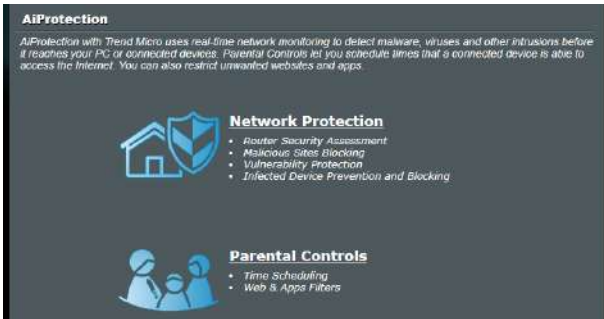 AiProtection
AiProtection with Trend Micro uses real-time network monitoring to detect malware, viruses and other intrusions before
it reaches your PC or connected devices. Parental Controls let you schedule times that a connected device is able to
access the Internet. You can also restrict unwanted websites and apps.
Network Protection
• Router Security Assessment
• Malicious Sites Blocking
• Vulnerability Protection
• Infected Device Prevention and Blocking
Parental Controls
• Time Scheduling
• Web & Apps Filters